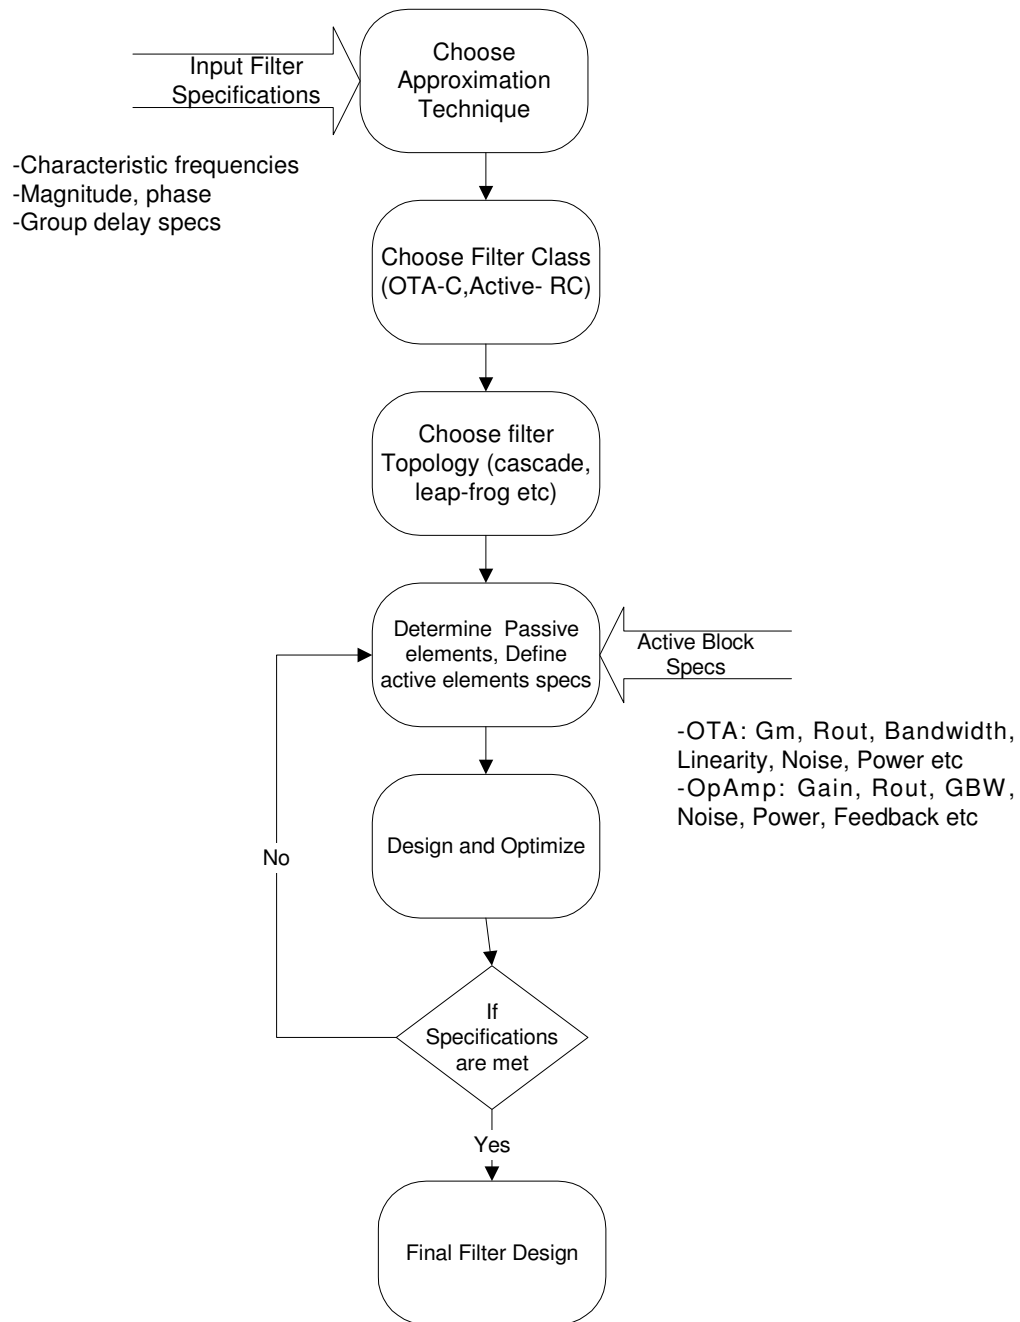 Choose
Approximation
Technique
Input Filter
Specifications
-Characteristic frequencies
-Magnitude, phase
-Group delay specs
Choose Filter Class
(OTA-C,Active- RC)
Choose filter
Topology (cascade,
leap-frog etc)
Determine Passive
elements, Define
active elements specs
Active Block
Specs
-OTA: Gm, Rout, Bandwidth,
Linearity, Noise, Power etc
-OpAmp: Gain, Rout, GBW,
Noise, Power, Feedback etc
Design and Optimize
No
If
Specifications
are met
Yes
Final Filter Design